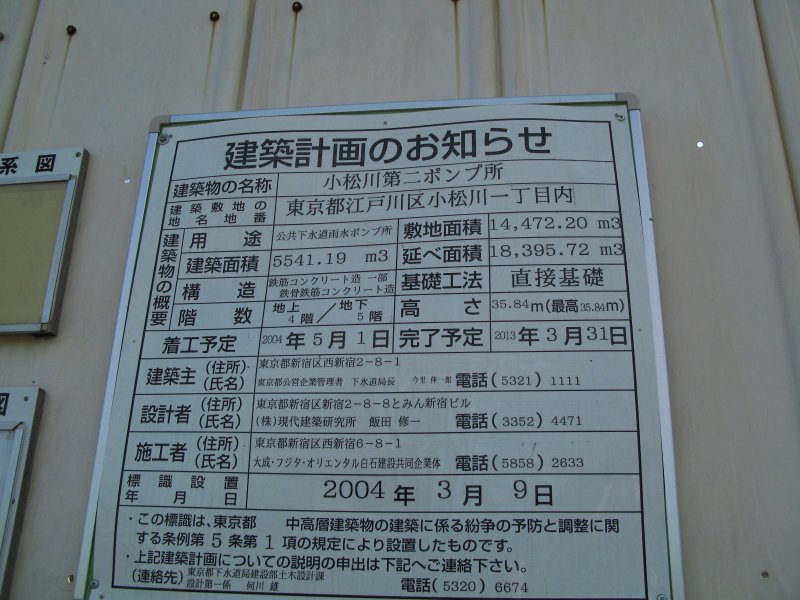 系図
図
建築計画のお知らせ
建築物の名称 小松川第二ポンプ所
建築敷地の地名地番 東京都江戸川区小松川一丁目内
建築物の概要
用途 公共下水道雨水ポンプ所 敷地面積 14,472.20 m3
建築面積 5541.19 m3 延べ面積 18,395.72 m3
構造 鉄筋コンクリート造 一部 鉄骨鉄筋コンクリート造 基礎工法 直接基礎
階数 地上4階／地下5階 高さ 35.84m(最高35.84m)
着工予定 2004年5月1日 完了予定 2013年3月31日
建築主 (住所) 東京都新宿区西新宿2-8-1
(氏名) 東京都公営企業管理者 下水道局長 今里 伸一郎 電話(5321)1111
設計者 (住所) 東京都新宿区新宿2-8-8とみん新宿ビル
(氏名) (株)現代建築研究所 飯田 修一 電話(3352)4471
施工者 (住所) 東京都新宿区西新宿6-8-1
(氏名) 大成・フジタ・オリエンタル白石建設共同企業体 電話(5858)2633
標識設置年月日 2004年3月9日
・この標識は、東京都 中高層建築物の建築に係る紛争の予防と調整に関
する条例第5条第1項の規定により設置したものです。
・上記建築計画についての説明の申出は下記へご連絡下さい。
(連絡先) 東京都下水道局建設部土木設計課
設計第一係 何川 雄 電話(5320)6674